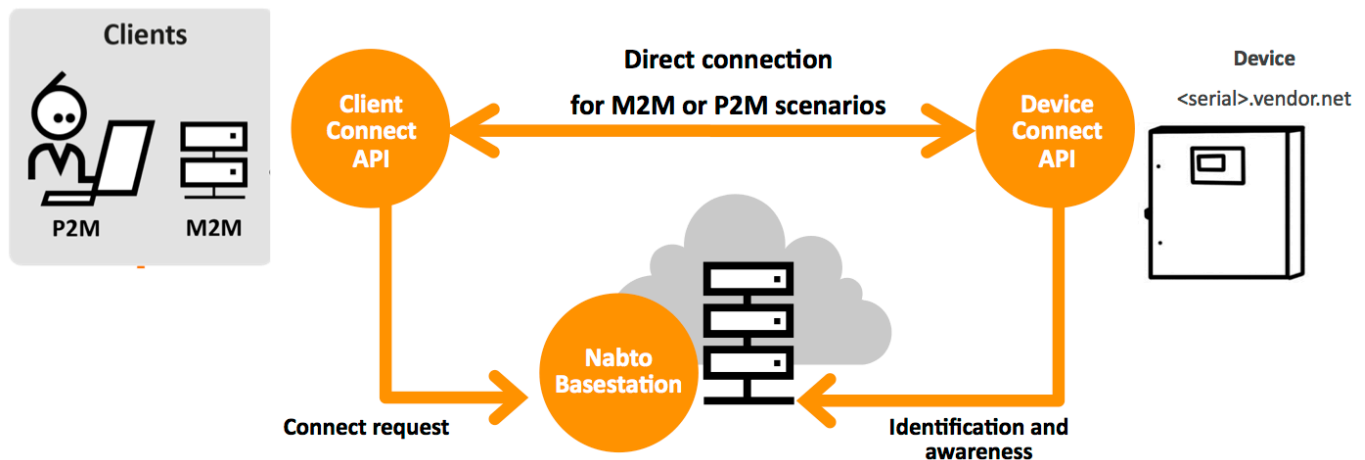 Clients
P2M
M2M
Client
Connect
API
Direct connection
for M2M or P2M scenarios
Device
Connect
API
Device
<serial>.vendor.net
Nabto
Basestation
Connect request
Identification and
awareness